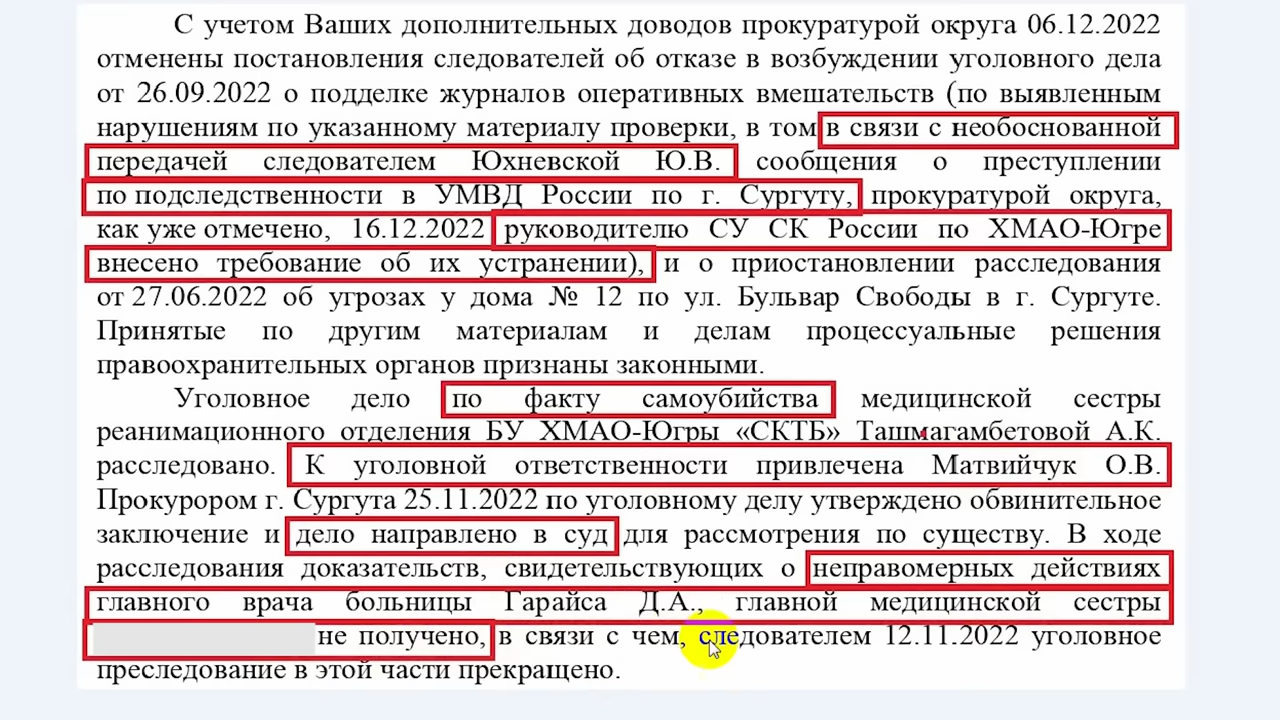 С учетом Ваших дополнительных доводов прокуратурой округа 06.12.2022
отменены постановления следователей об отказе в возбуждении уголовного дела
от 26.09.2022 о подделке журналов оперативных вмешательств (по выявленным
нарушениям по указанному материалу проверки, в том в связи с необоснованной
передачей следователем Юхневской Ю.В. сообщения о преступлении
по подследственности в УМВД России по г. Сургуту, прокуратурой округа,
как уже отмечено, 16.12.2022 руководителю СУ СК России по ХМАО-Югре
внесено требование об их устранении), и о приостановлении расследования
от 27.06.2022 об угрозах у дома № 12 по ул. Бульвар Свободы в г. Сургуте.
Принятые по другим материалам и делам процессуальные решения
правоохранительных органов признаны законными.
Уголовное дело по факту самоубийства медицинской сестры
реанимационного отделения БУ ХМАО-Югры «СКТБ» Ташмагамбетовой А.К.
расследовано. К уголовной ответственности привлечена Матвийчук О.В.
Прокурором г. Сургута 25.11.2022 по уголовному делу утверждено обвинительное
заключение и дело направлено в суд для рассмотрения по существу. В ходе
расследования доказательств, свидетельствующих о неправомерных действиях
главного врача больницы Гарайса Д.А., главной медицинской сестры
не получено, в связи с чем, следователем 12.11.2022 уголовное
преследование в этой части прекращено.